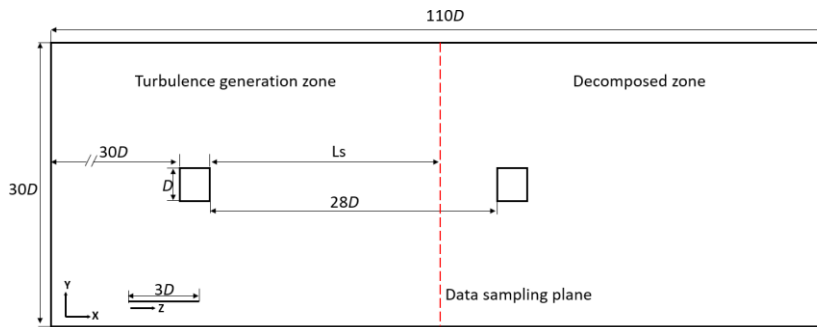 110D
Turbulence generation zone
Decomposed zone
30D
Ls
D
30D
28D
3D
Y
X
Z
Data sampling plane